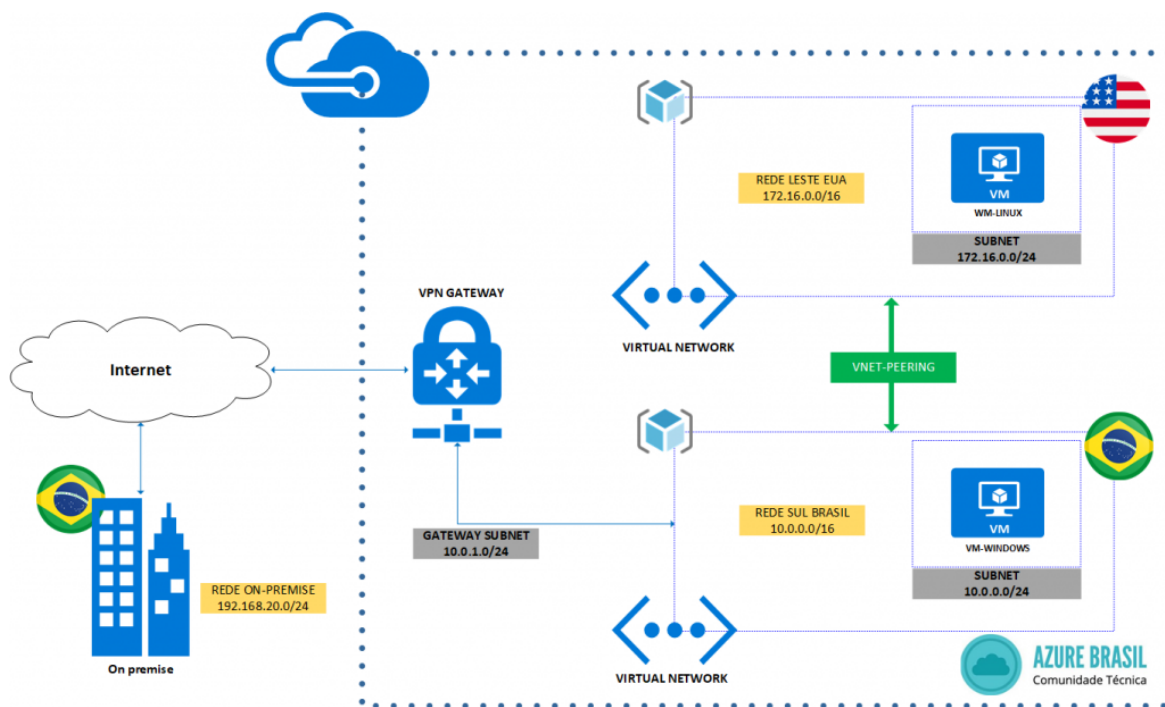 REDE LESTE EUA
172.16.0.0/16
VM
WM-LINUX
SUBNET
172.16.0.0/24
VPN GATEWAY
VIRTUAL NETWORK
Internet
VNET-PEERING
REDE SUL BRASIL
10.0.0.0/16
VM
VM-WINDOWS
GATEWAY SUBNET
10.0.1.0/24
SUBNET
10.0.0.0/24
REDE ON-PREMISE
192.168.20.0/24
On premise
VIRTUAL NETWORK
AZURE BRASIL
Comunidade Técnica